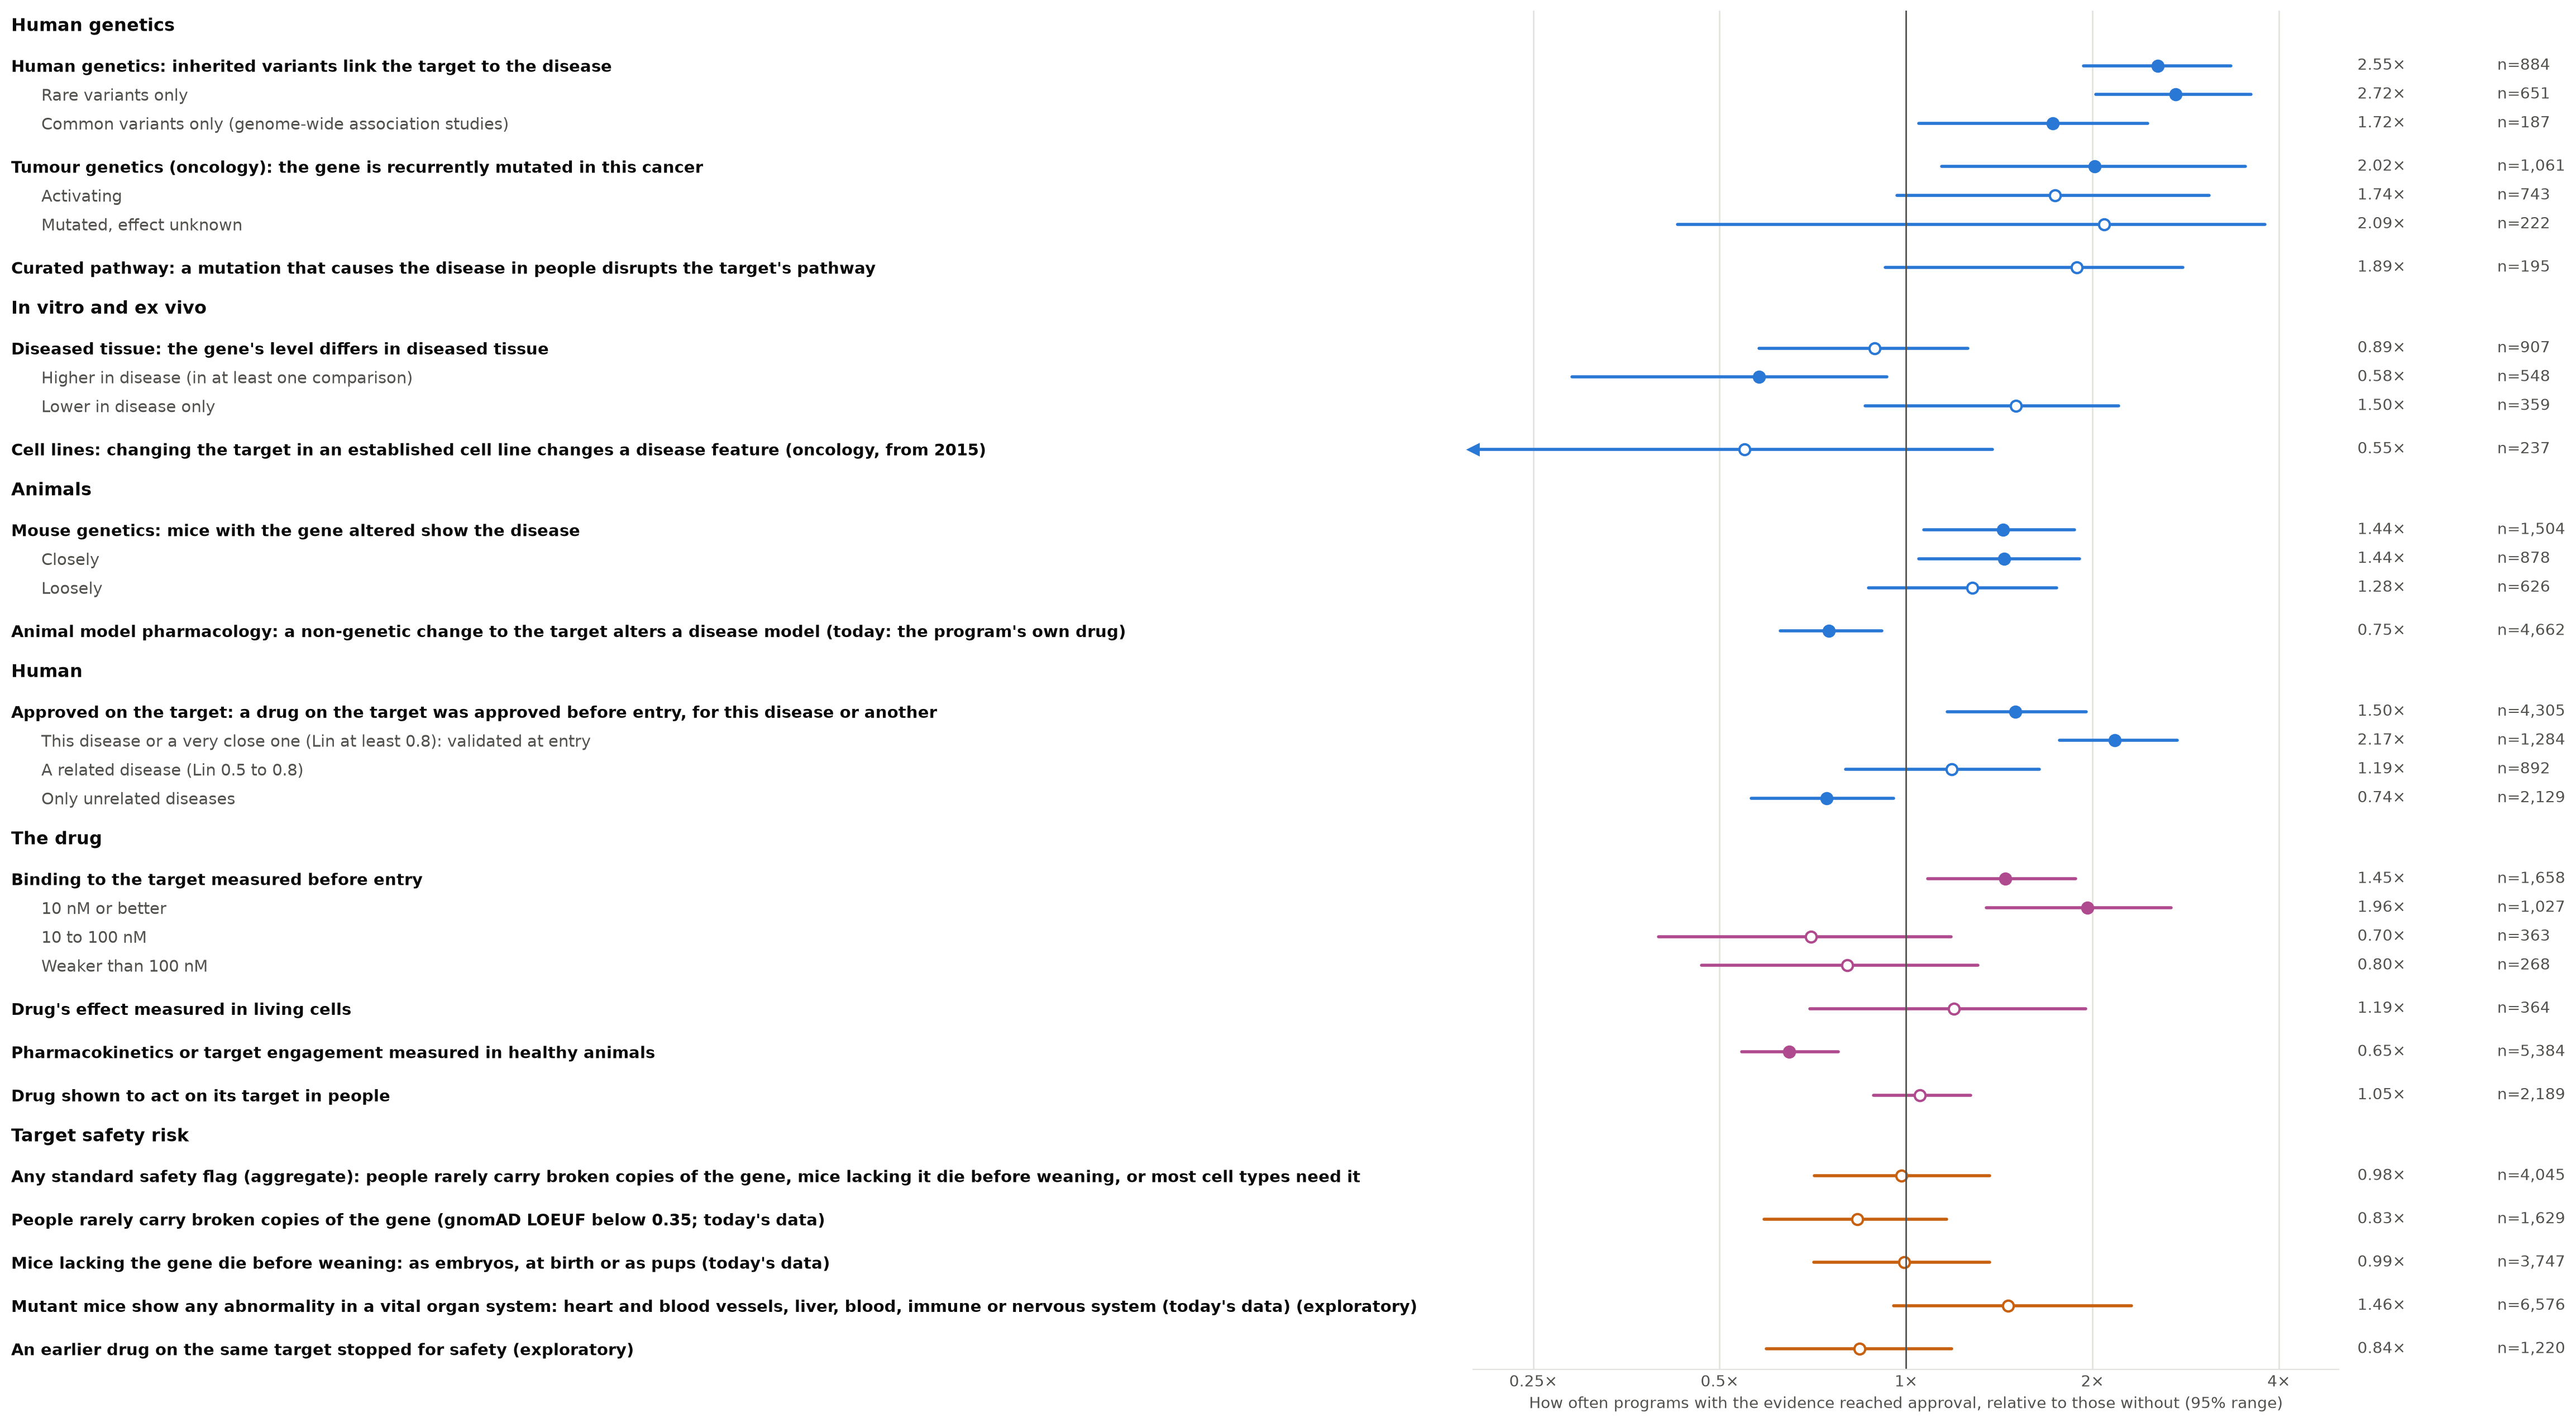 Human genetics
Human genetics: inherited variants link the target to the disease 2.55× n=884
Rare variants only 2.72× n=651
Common variants only (genome-wide association studies) 1.72× n=187
Tumour genetics (oncology): the gene is recurrently mutated in this cancer 2.02× n=1,061
Activating 1.74× n=743
Mutated, effect unknown 2.09× n=222
Curated pathway: a mutation that causes the disease in people disrupts the target's pathway 1.89× n=195
In vitro and ex vivo
Diseased tissue: the gene's level differs in diseased tissue 0.89× n=907
Higher in disease (in at least one comparison) 0.58× n=548
Lower in disease only 1.50× n=359
Cell lines: changing the target in an established cell line changes a disease feature (oncology, from 2015) 0.55× n=237
Animals
Mouse genetics: mice with the gene altered show the disease 1.44× n=1,504
Closely 1.44× n=878
Loosely 1.28× n=626
Animal model pharmacology: a non-genetic change to the target alters a disease model (today: the program's own drug) 0.75× n=4,662
Human
Approved on the target: a drug on the target was approved before entry, for this disease or another 1.50× n=4,305
This disease or a very close one (Lin at least 0.8): validated at entry 2.17× n=1,284
A related disease (Lin 0.5 to 0.8) 1.19× n=892
Only unrelated diseases 0.74× n=2,129
The drug
Binding to the target measured before entry 1.45× n=1,658
10 nM or better 1.96× n=1,027
10 to 100 nM 0.70× n=363
Weaker than 100 nM 0.80× n=268
Drug's effect measured in living cells 1.19× n=364
Pharmacokinetics or target engagement measured in healthy animals 0.65× n=5,384
Drug shown to act on its target in people 1.05× n=2,189
Target safety risk
Any standard safety flag (aggregate): people rarely carry broken copies of the gene, mice lacking it die before weaning, or most cell types need it 0.98× n=4,045
People rarely carry broken copies of the gene (gnomAD LOEUF below 0.35; today's data) 0.83× n=1,629
Mice lacking the gene die before weaning: as embryos, at birth or as pups (today's data) 0.99× n=3,747
Mutant mice show any abnormality in a vital organ system: heart and blood vessels, liver, blood, immune or nervous system (today's data) (exploratory) 1.46× n=6,576
An earlier drug on the same target stopped for safety (exploratory) 0.84× n=1,220
0.25× 0.5× 1× 2× 4×
How often programs with the evidence reached approval, relative to those without (95% range)